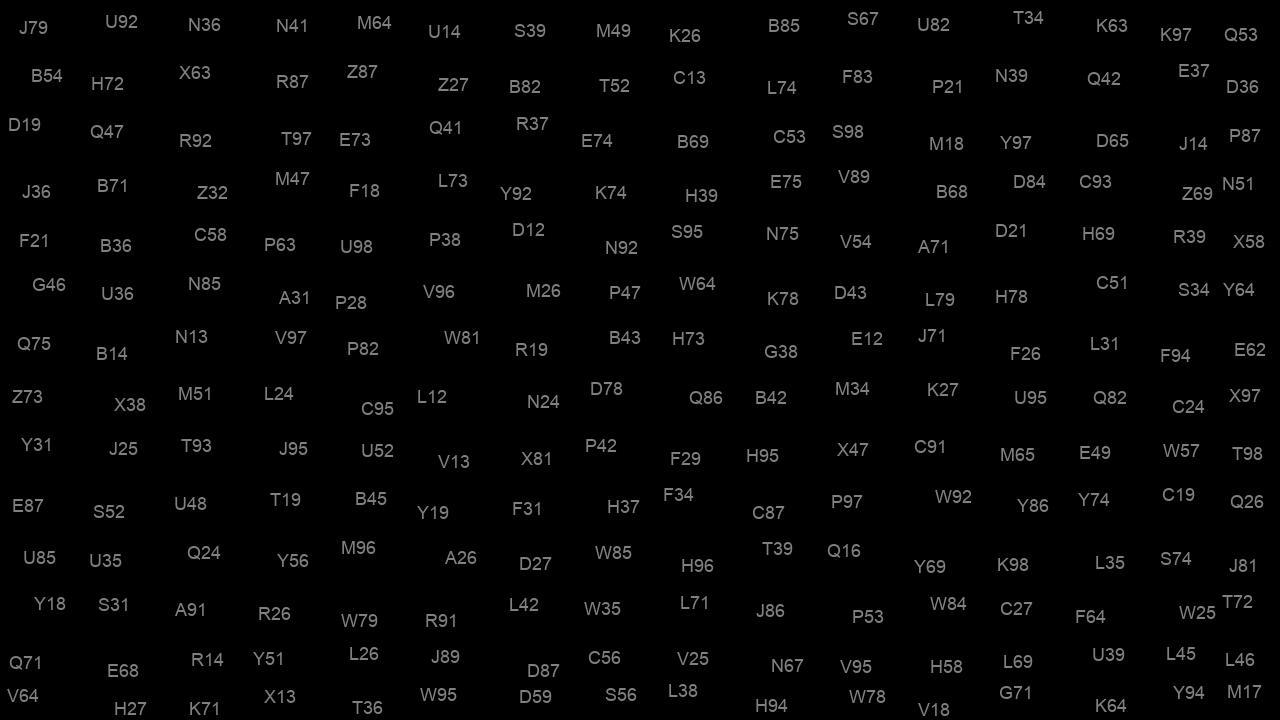 J79 U92 N36 N41 M64 U14 S39 M49 K26 B85 S67 U82 T34 K63 K97 Q53
B54 H72 X63 R87 Z87 Z27 B82 T52 C13 L74 F83 P21 N39 Q42 E37 D36
D19 Q47 R92 T97 E73 Q41 R37 E74 B69 C53 S98 M18 Y97 D65 J14 P87
J36 B71 Z32 M47 F18 L73 Y92 K74 H39 E75 V89 B68 D84 C93 Z69 N51
F21 B36 C58 P63 U98 P38 D12 N92 S95 N75 V54 A71 D21 H69 R39 X58
G46 U36 N85 A31 P28 V96 M26 P47 W64 K78 D43 L79 H78 C51 S34 Y64
Q75 B14 N13 V97 P82 W81 R19 B43 H73 G38 E12 J71 F26 L31 F94 E62
Z73 X38 M51 L24 C95 L12 N24 D78 Q86 B42 M34 K27 U95 Q82 C24 X97
Y31 J25 T93 J95 U52 V13 X81 P42 F29 H95 X47 C91 M65 E49 W57 T98
E87 S52 U48 T19 B45 Y19 F31 H37 F34 C87 P97 W92 Y86 Y74 C19 Q26
U85 U35 Q24 Y56 M96 A26 D27 W85 H96 T39 Q16 Y69 K98 L35 S74 J81
Y18 S31 A91 R26 W79 R91 L42 W35 L71 J86 P53 W84 C27 F64 W25 T72
Q71 E68 R14 Y51 L26 J89 D87 C56 V25 N67 V95 H58 L69 U39 L45 L46
V64 H27 K71 X13 T36 W95 D59 S56 L38 H94 W78 V18 G71 K64 Y94 M17